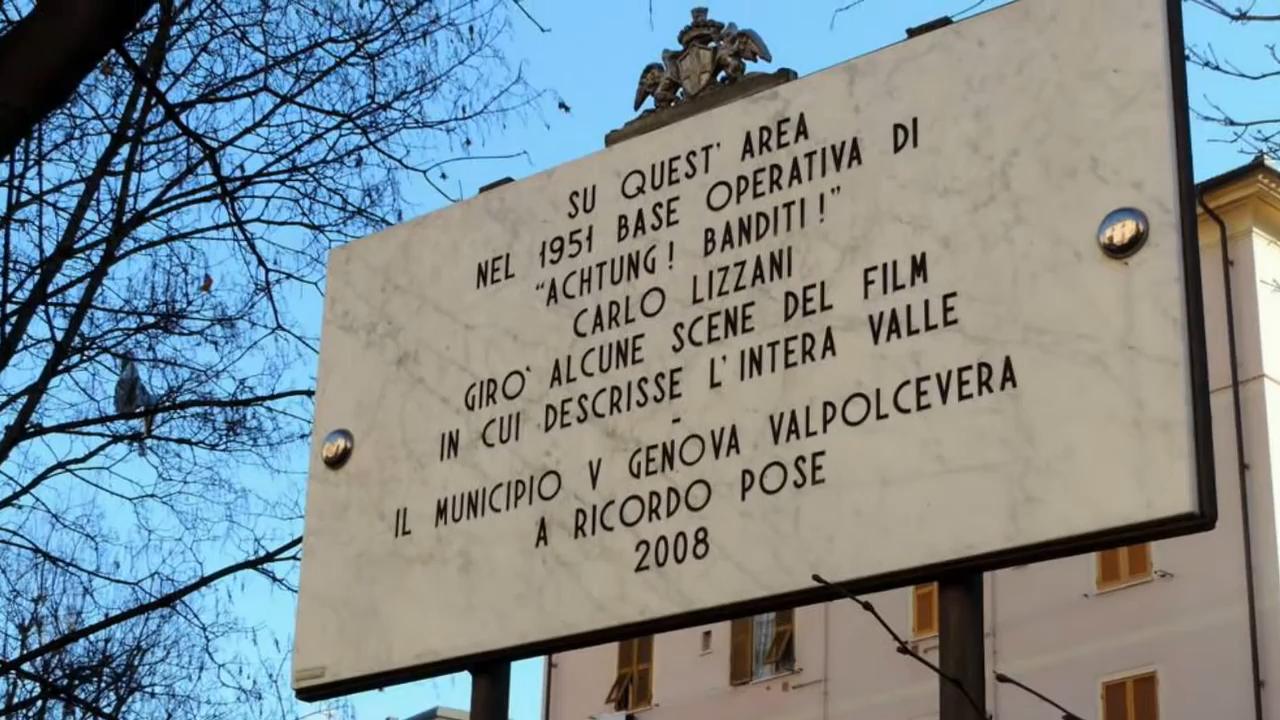 SU QUEST' AREA
NEL 1951 BASE OPERATIVA DI
"ACHTUNG! BANDITI!"
CARLO LIZZANI
GIRO' ALCUNE SCENE DEL FILM
IN CUI DESCRISSE L'INTERA VALLE
-
IL MUNICIPIO V GENOVA VALPOLCEVERA
A RICORDO POSE
2008